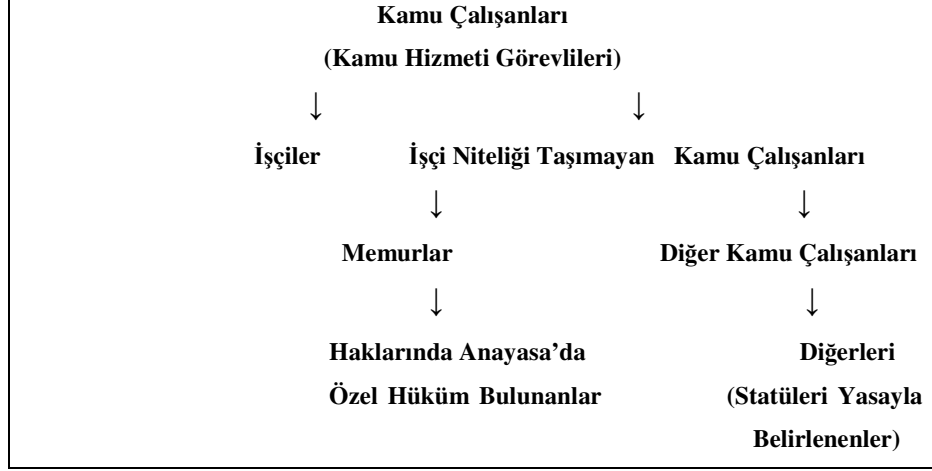 Kamu Çalışanları
(Kamu Hizmeti Görevlileri)
↓ ↓
İşçiler İşçi Niteliği Taşımayan Kamu Çalışanları
↓ ↓
Memurlar Diğer Kamu Çalışanları
↓ ↓
Haklarında Anayasa’da Diğerleri
Özel Hüküm Bulunanlar (Statüleri Yasayla
Belirlenenler)